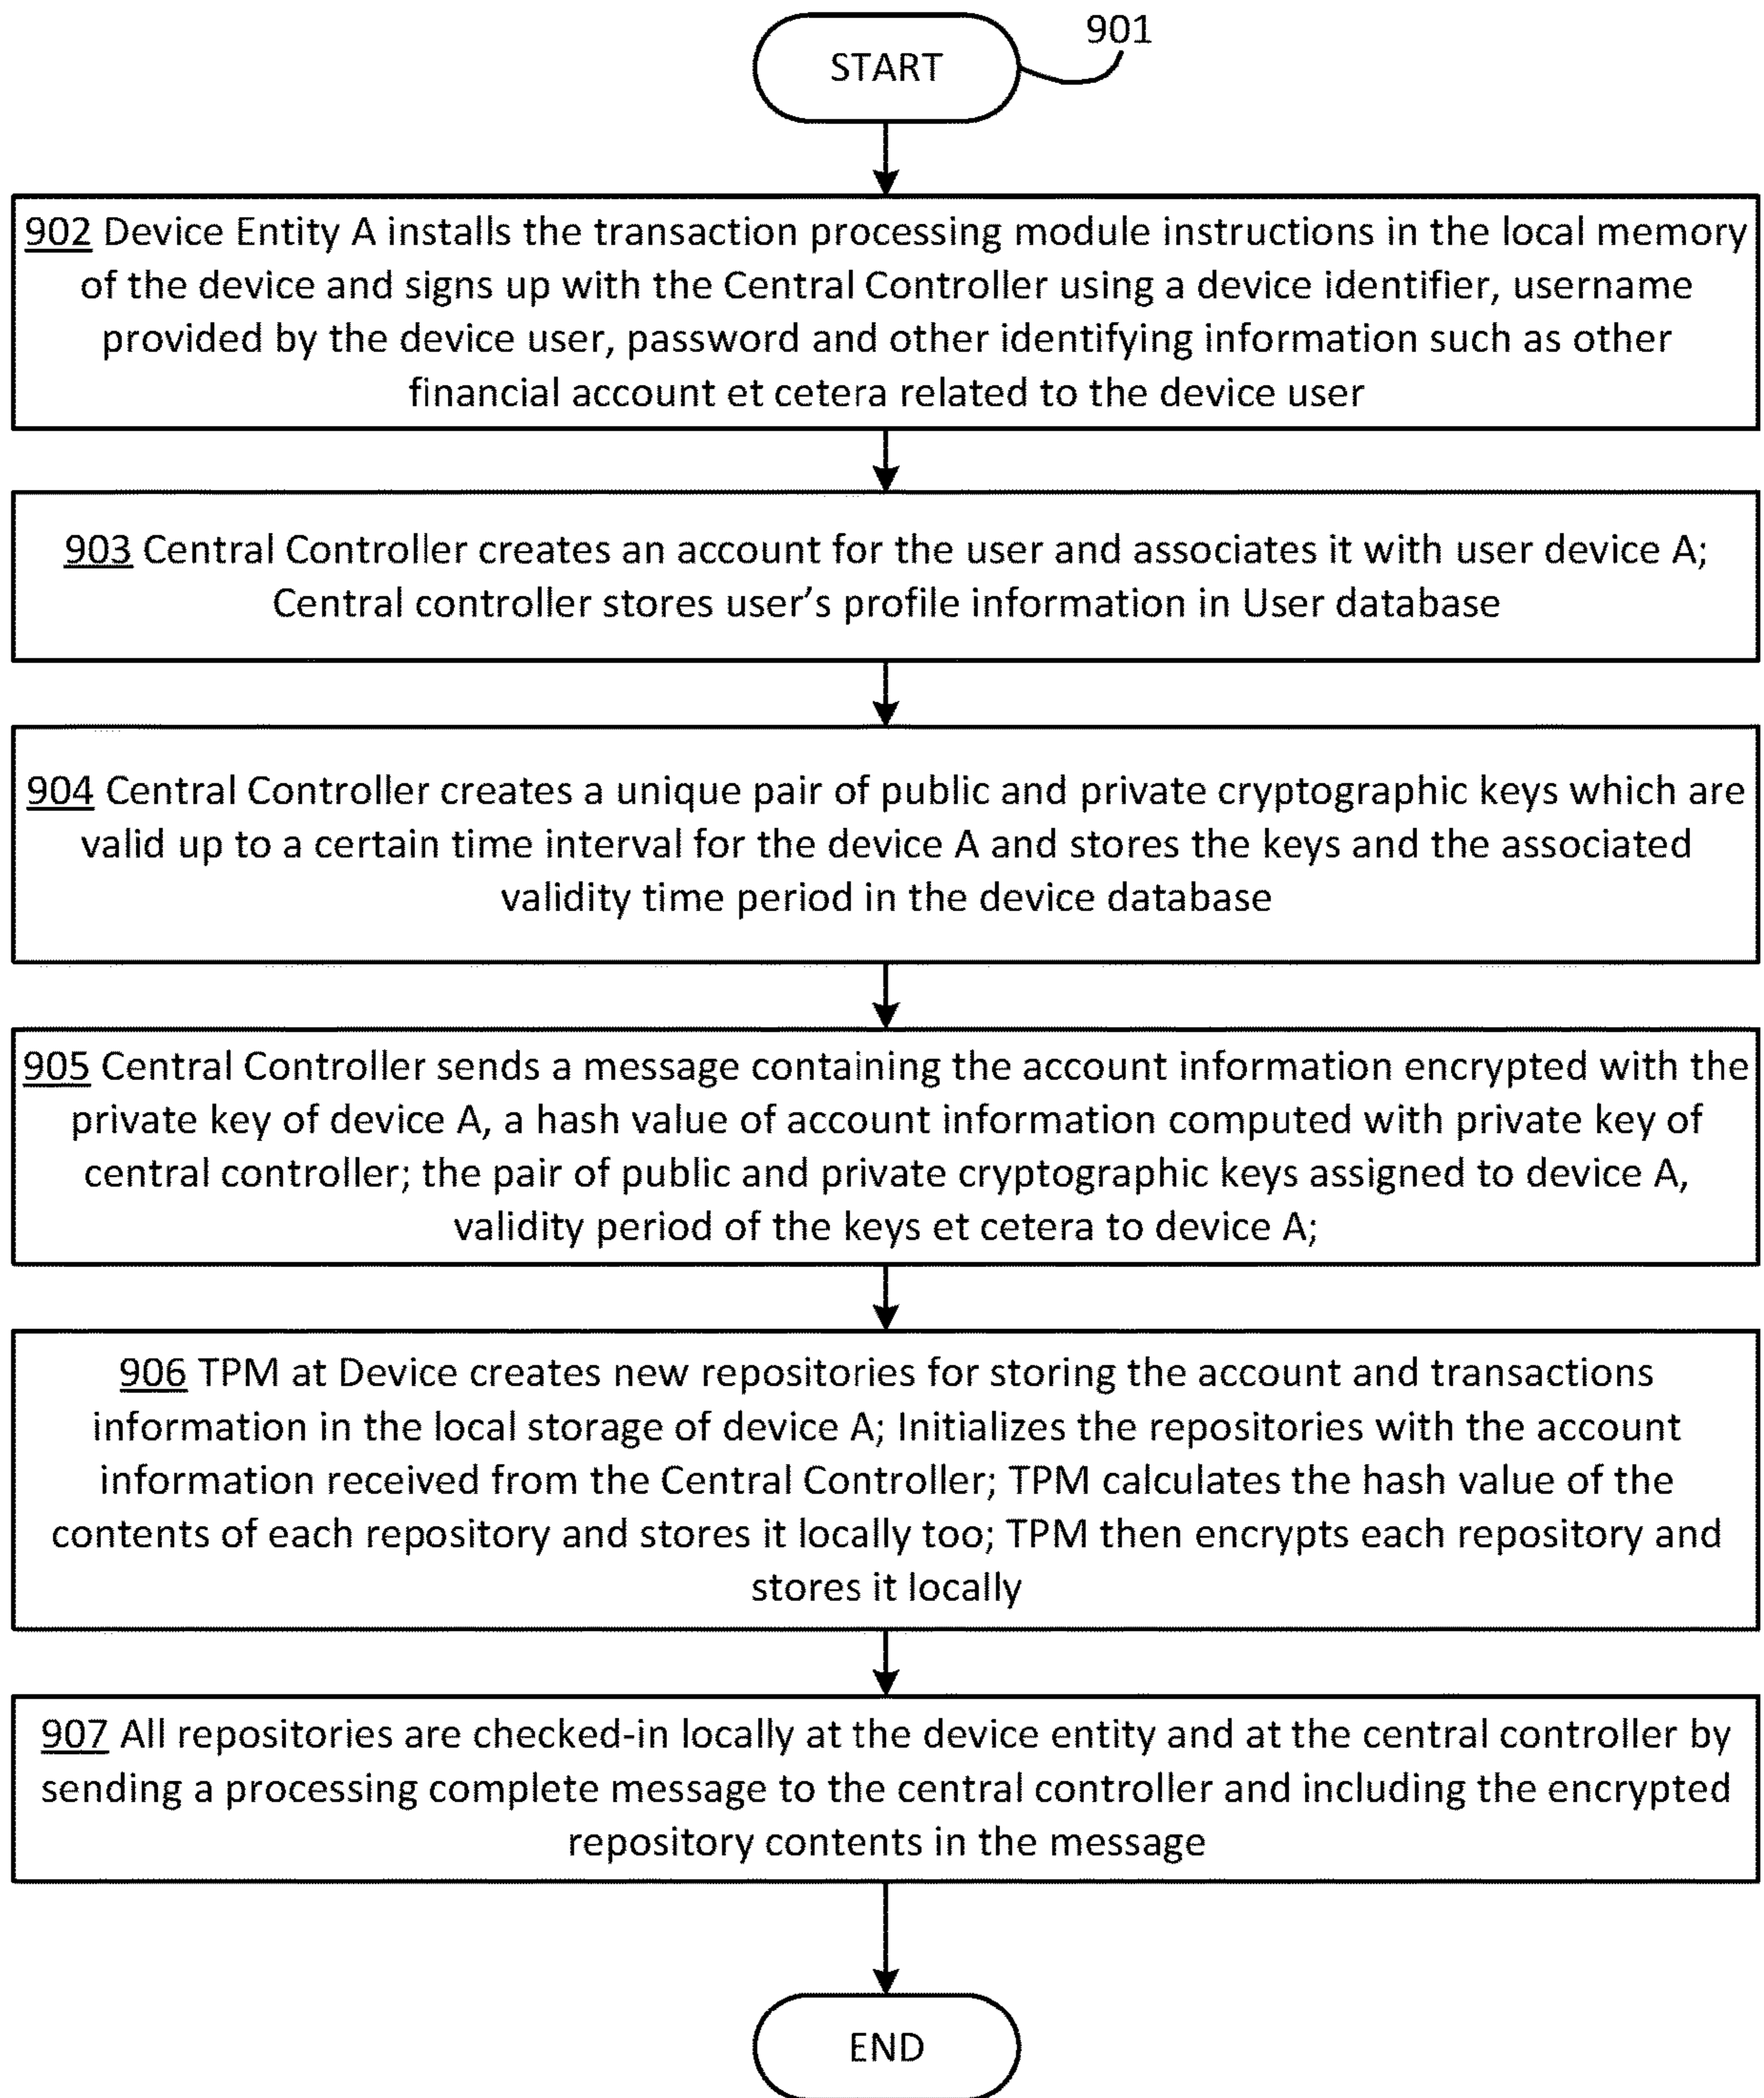 START
901
902 Device Entity A installs the transaction processing module instructions in the local memory
of the device and signs up with the Central Controller using a device identifier, username
provided by the device user, password and other identifying information such as other
financial account et cetera related to the device user
903 Central Controller creates an account for the user and associates it with user device A;
Central controller stores user’s profile information in User database
904 Central Controller creates a unique pair of public and private cryptographic keys which are
valid up to a certain time interval for the device A and stores the keys and the associated
validity time period in the device database
905 Central Controller sends a message containing the account information encrypted with the
private key of device A, a hash value of account information computed with private key of
central controller; the pair of public and private cryptographic keys assigned to device A,
validity period of the keys et cetera to device A;
906 TPM at Device creates new repositories for storing the account and transactions
information in the local storage of device A; Initializes the repositories with the account
information received from the Central Controller; TPM calculates the hash value of the
contents of each repository and stores it locally too; TPM then encrypts each repository and
stores it locally
907 All repositories are checked-in locally at the device entity and at the central controller by
sending a processing complete message to the central controller and including the encrypted
repository contents in the message
END